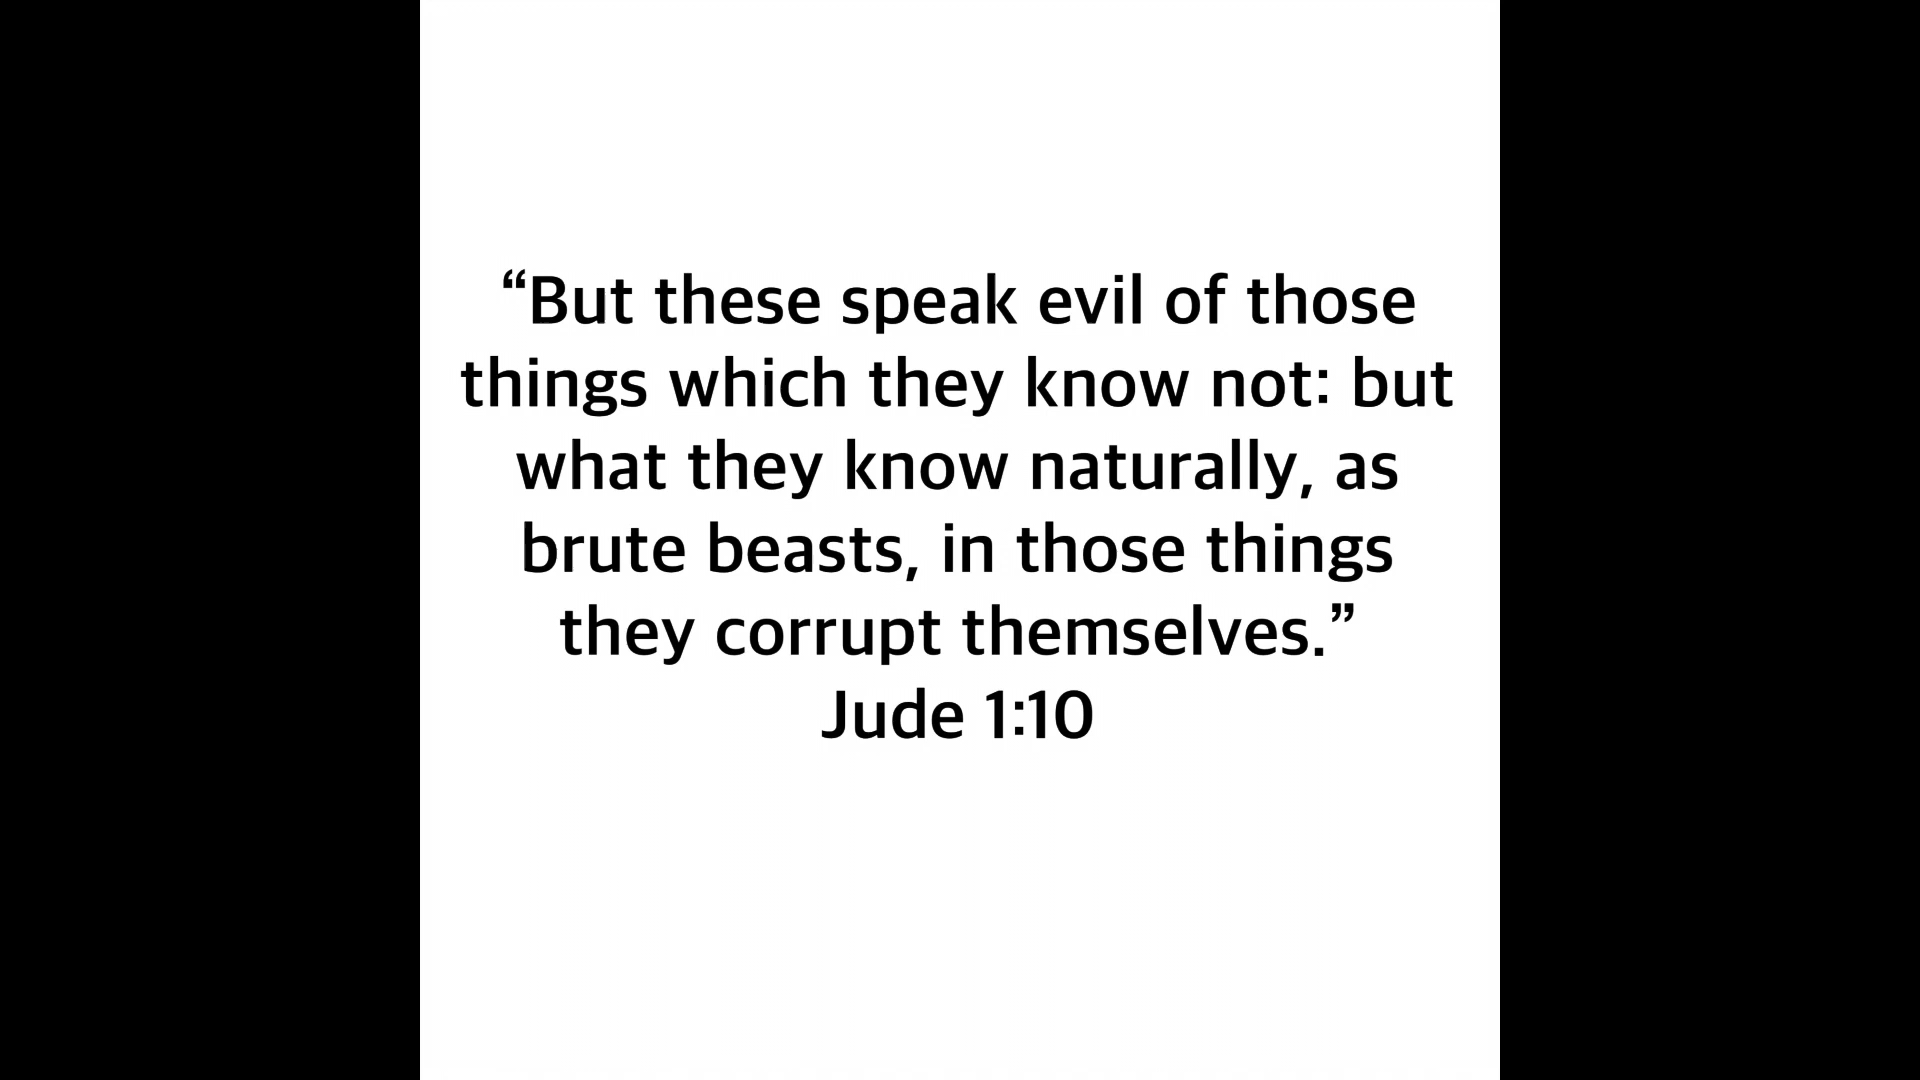 “But these speak evil of those
things which they know not: but
what they know naturally, as
brute beasts, in those things
they corrupt themselves.”
Jude 1:10